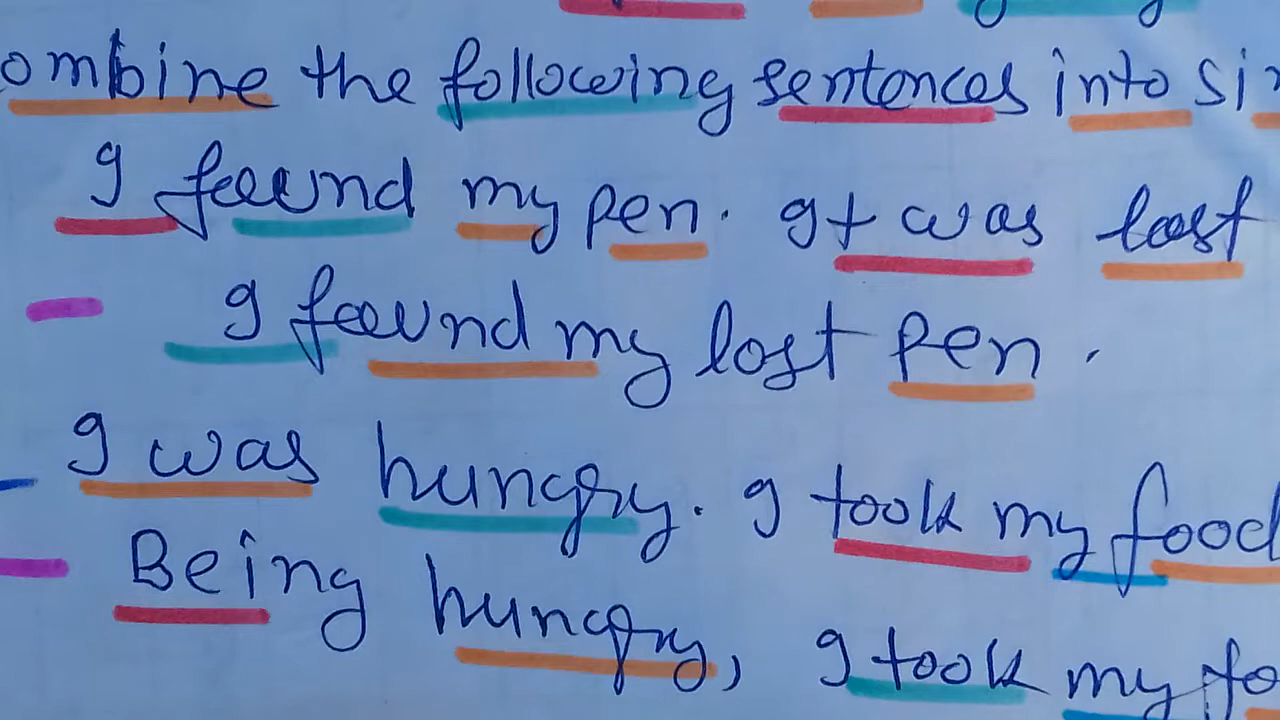 ombine the following sentences into si
I found my pen. It was lost
I found my lost pen.
I was hungry. I took my food
Being hungry, I took my fo